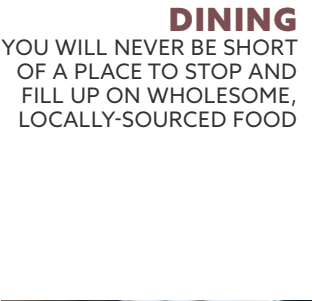 DINING
YOU WILL NEVER BE SHORT
OF A PLACE TO STOP AND
FILL UP ON WHOLESOME,
LOCALLY-SOURCED FOOD